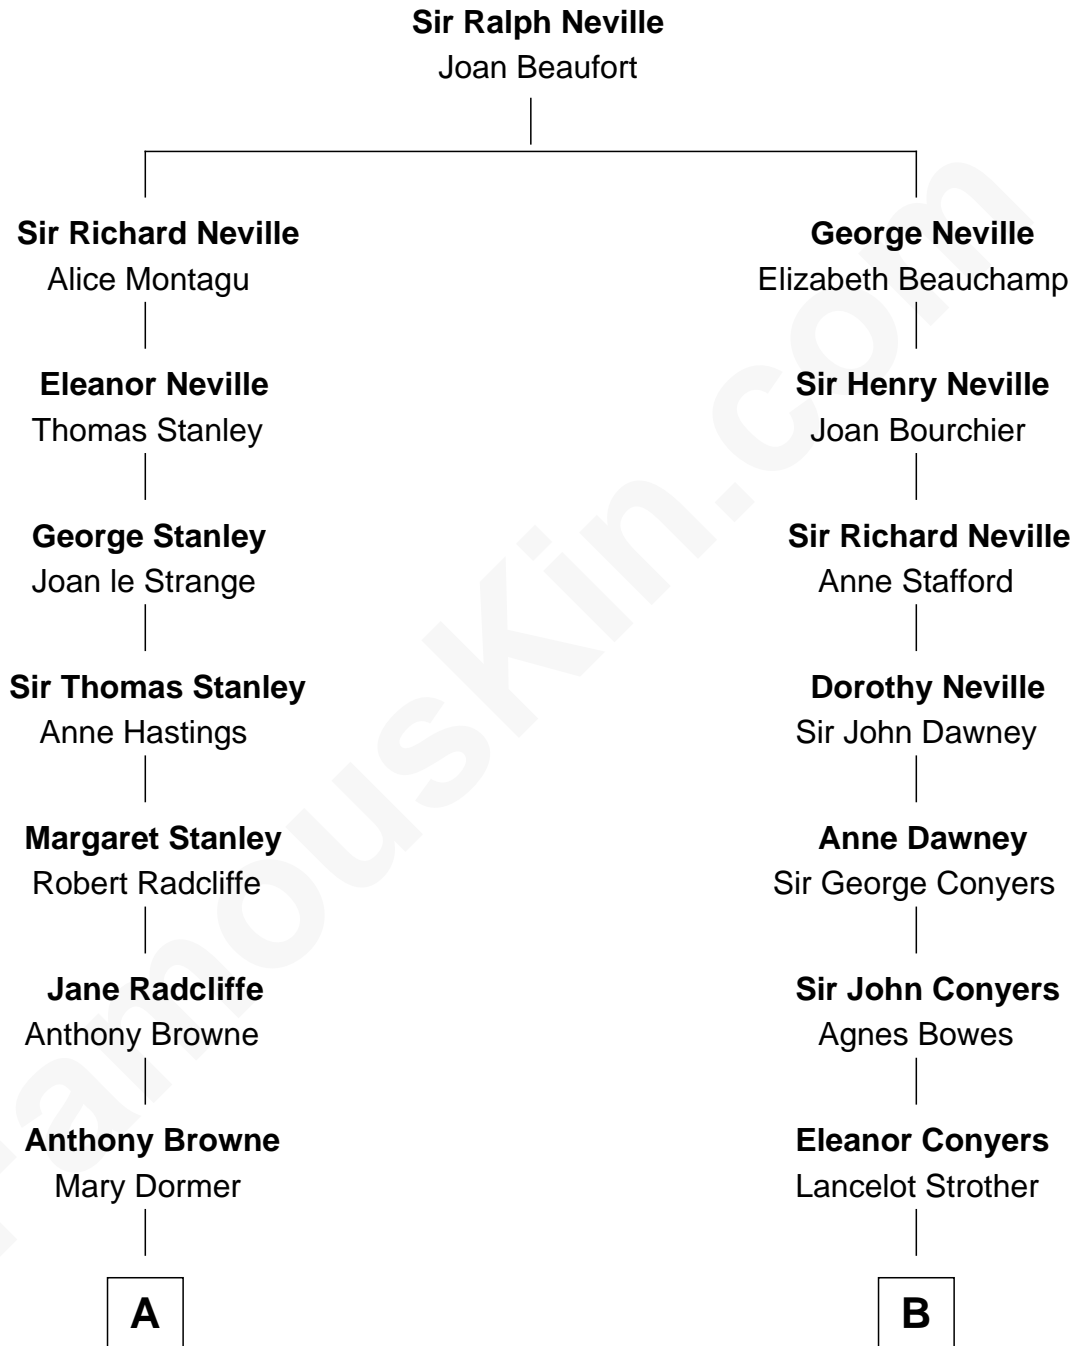 Sir Ralph Neville
Joan Beaufort
Sir Richard Neville
Alice Montagu
Eleanor Neville
Thomas Stanley
George Stanley
Joan le Strange
Sir Thomas Stanley
Anne Hastings
Margaret Stanley
Robert Radcliffe
Jane Radcliffe
Anthony Browne
Anthony Browne
Mary Dormer
A
George Neville
Elizabeth Beauchamp
Sir Henry Neville
Joan Bourchier
Sir Richard Neville
Anne Stafford
Dorothy Neville
Sir John Dawney
Anne Dawney
Sir George Conyers
Sir John Conyers
Agnes Bowes
Eleanor Conyers
Lancelot Strother
B
FamousKin.com